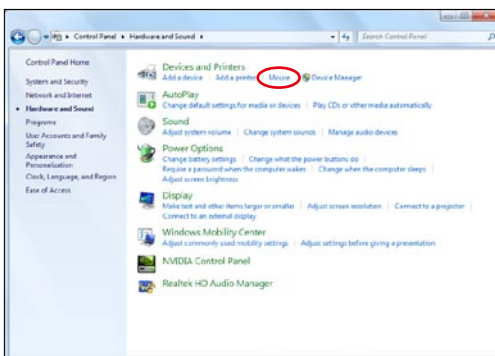 Control Panel ▸ Hardware and Sound ▸
Search Control Panel
Control Panel Home
System and Security
Network and Internet
Hardware and Sound
Programs
User Accounts and Family
Safety
Appearance and
Personalization
Clock, Language, and Region
Ease of Access
Devices and Printers
Add a device | Add a printer | Mouse | Device Manager
AutoPlay
Change default settings for media or devices | Play CDs or other media automatically
Sound
Adjust system volume | Change system sounds | Manage audio devices
Power Options
Change battery settings | Change what the power buttons do |
Require a password when the computer wakes | Change when the computer sleeps |
Adjust screen brightness
Display
Make text and other items larger or smaller | Adjust screen resolution | Connect to a projector |
Connect to an external display
Windows Mobility Center
Adjust commonly used mobility settings | Adjust settings before giving a presentation
NVIDIA Control Panel
Realtek HD Audio Manager